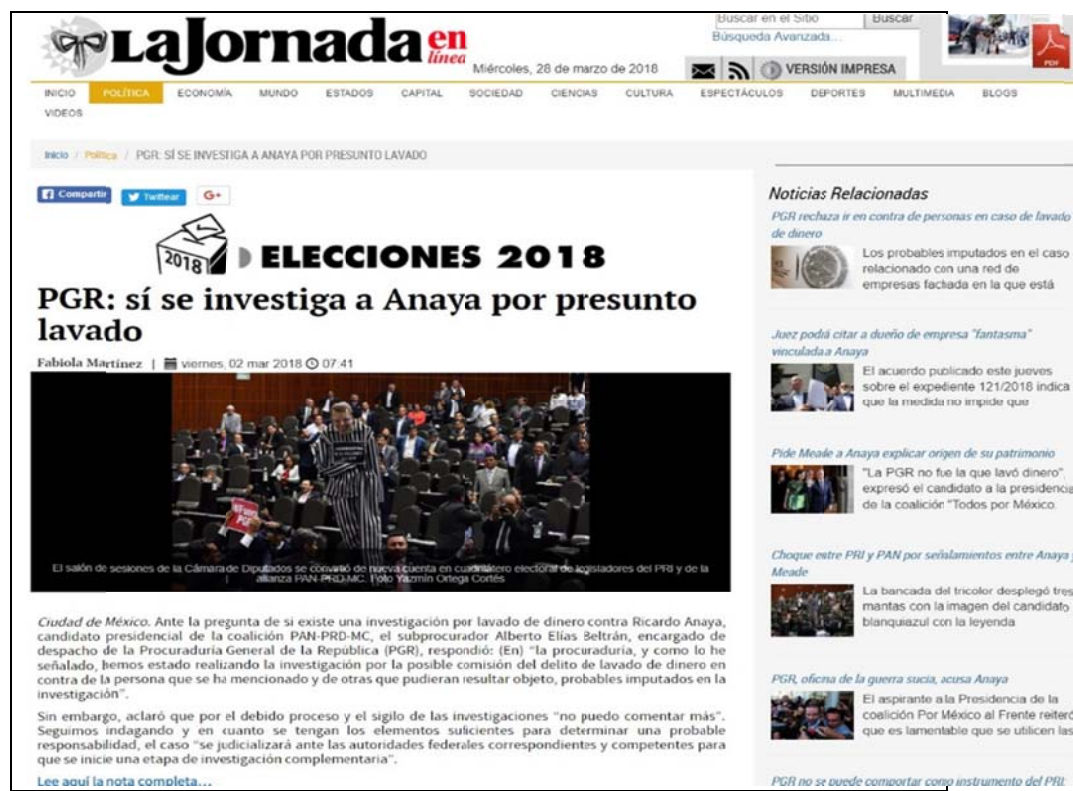 LaJornada en línea
Miércoles, 28 de marzo de 2018
Buscar en el Sitio
Buscar
Búsqueda Avanzada...
VERSIÓN IMPRESA
PDF
INICIO POLÍTICA ECONOMÍA MUNDO ESTADOS CAPITAL SOCIEDAD CIENCIAS CULTURA ESPECTÁCULOS DEPORTES MULTIMEDIA BLOGS
VIDEOS
Inicio / Política / PGR: SÍ SE INVESTIGA A ANAYA POR PRESUNTO LAVADO
Compartir Twittear G+
2018 ELECCIONES 2018
PGR: sí se investiga a Anaya por presunto
lavado
Fabiola Martínez | viernes, 02 mar 2018 07:41
El salón de sesiones de la Cámara de Diputados se convirtió de nueva cuenta en cuadrilátero electoral de legisladores del PRI y de la
alianza PAN-PRD-MC. Foto Yazmín Ortega Cortés
Ciudad de México. Ante la pregunta de si existe una investigación por lavado de dinero contra Ricardo Anaya,
candidato presidencial de la coalición PAN-PRD-MC, el subprocurador Alberto Elías Beltrán, encargado de
despacho de la Procuraduría General de la República (PGR), respondió: (En) “la procuraduría, y como lo he
señalado, hemos estado realizando la investigación por la posible comisión del delito de lavado de dinero en
contra de la persona que se ha mencionado y de otras que pudieran resultar objeto, probables imputados en la
investigación”.
Sin embargo, aclaró que por el debido proceso y el sigilo de las investigaciones “no puedo comentar más”.
Seguimos indagando y en cuanto se tengan los elementos suficientes para determinar una probable
responsabilidad, el caso “se judicializará ante las autoridades federales correspondientes y competentes para
que se inicie una etapa de investigación complementaria”.
Lee aquí la nota completa...
Noticias Relacionadas
PGR rechaza ir en contra de personas en caso de lavado
de dinero
Los probables imputados en el caso
relacionado con una red de
empresas fachada en la que está
Juez podrá citar a dueño de empresa "fantasma"
vinculada a Anaya
El acuerdo publicado este jueves
sobre el expediente 121/2018 indica
que la medida no impide que
Pide Meade a Anaya explicar origen de su patrimonio
"La PGR no fue la que lavó dinero",
expresó el candidato a la presidencia
de la coalición "Todos por México.
Choque entre PRI y PAN por señalamientos entre Anaya y
Meade
La bancada del tricolor desplegó tres
mantas con la imagen del candidato
blanquiazul con la leyenda
PGR, oficina de la guerra sucia, acusa Anaya
El aspirante a la Presidencia de la
coalición Por México al Frente reiteró
que es lamentable que se utilicen las
PGR no se puede comportar como instrumento del PRI: